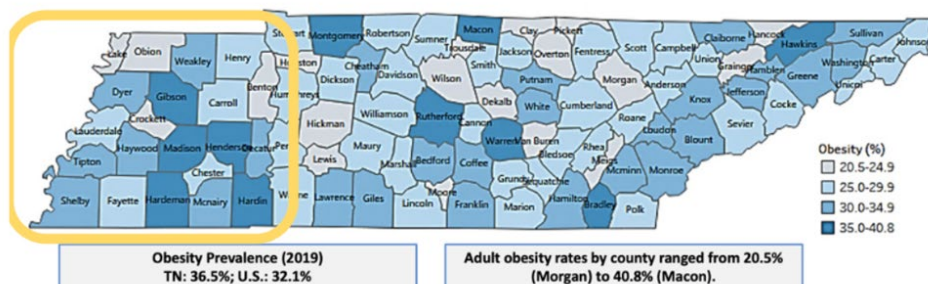 Lake
Obion
Weakley
Henry
Stewart
Montgomery
Robertson
Sumner
Macon
Trousdale
Clay
Pickett
Jackson
Overton
Fentress
Scott
Campbell
Claiborne
Hancock
Hawkins
Sullivan
Johnson
Houston
Benton
Dickson
Cheatham
Davidson
Wilson
Smith
Putnam
Morgan
Anderson
Union
Grainger
Hamblen
Greene
Washington
Carter
Unicoi
Dyer
Gibson
Carroll
Humphreys
Williamson
Rutherford
Cannon
Dekalb
White
Cumberland
Roane
Knox
Jefferson
Cocke
Sevier
Crockett
Lauderdale
Haywood
Madison
Henderson
Decatur
Hickman
Maury
Warren
Van Buren
Bledsoe
Rhea
Meigs
Loudon
Blount
Tipton
Chester
Lewis
Marshall
Bedford
Coffee
Grundy
Sequatchie
Mcminn
Monroe
Shelby
Fayette
Hardeman
Mcnairy
Hardin
Lawrence
Giles
Lincoln
Moore
Franklin
Marion
Hamilton
Bradley
Polk
Obesity (%)
20.5-24.9
25.0-29.9
30.0-34.9
35.0-40.8
Obesity Prevalence (2019)
TN: 36.5%; U.S.: 32.1%
Adult obesity rates by county ranged from 20.5%
(Morgan) to 40.8% (Macon).